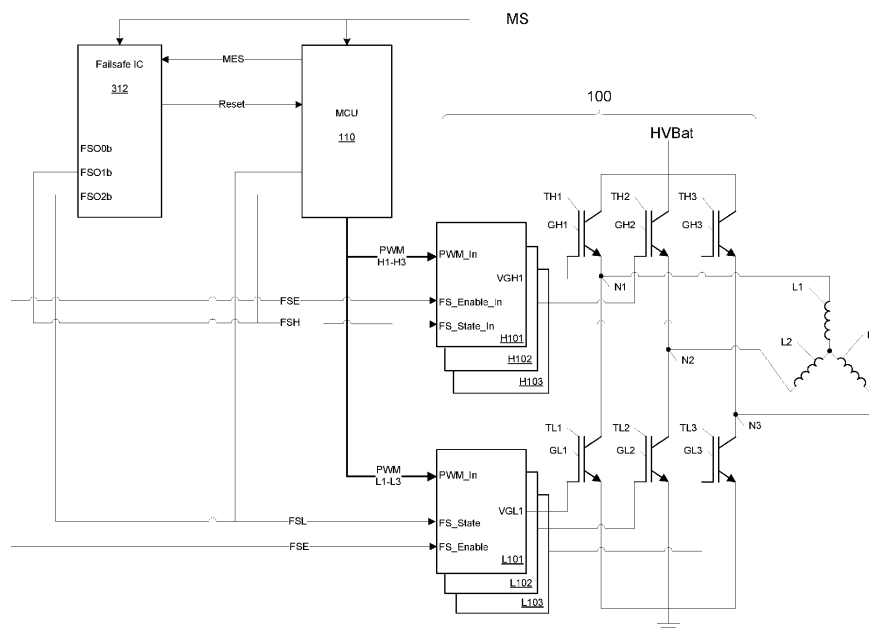 MS
Failsafe IC
312
MES
Reset
MCU
110
FSO0b
FSO1b
FSO2b
100
HVBat
TH1
GH1
TH2
GH2
TH3
GH3
PWM
H1-H3
PWM_In
VGH1
FSE
FS_Enable_In
FSH
FS_State_In
H101
H102
H103
N1
L1
L2
N2
N3
TL1
GL1
TL2
GL2
TL3
GL3
PWM
L1-L3
PWM_In
VGL1
FSL
FS_State
FSE
FS_Enable
L101
L102
L103